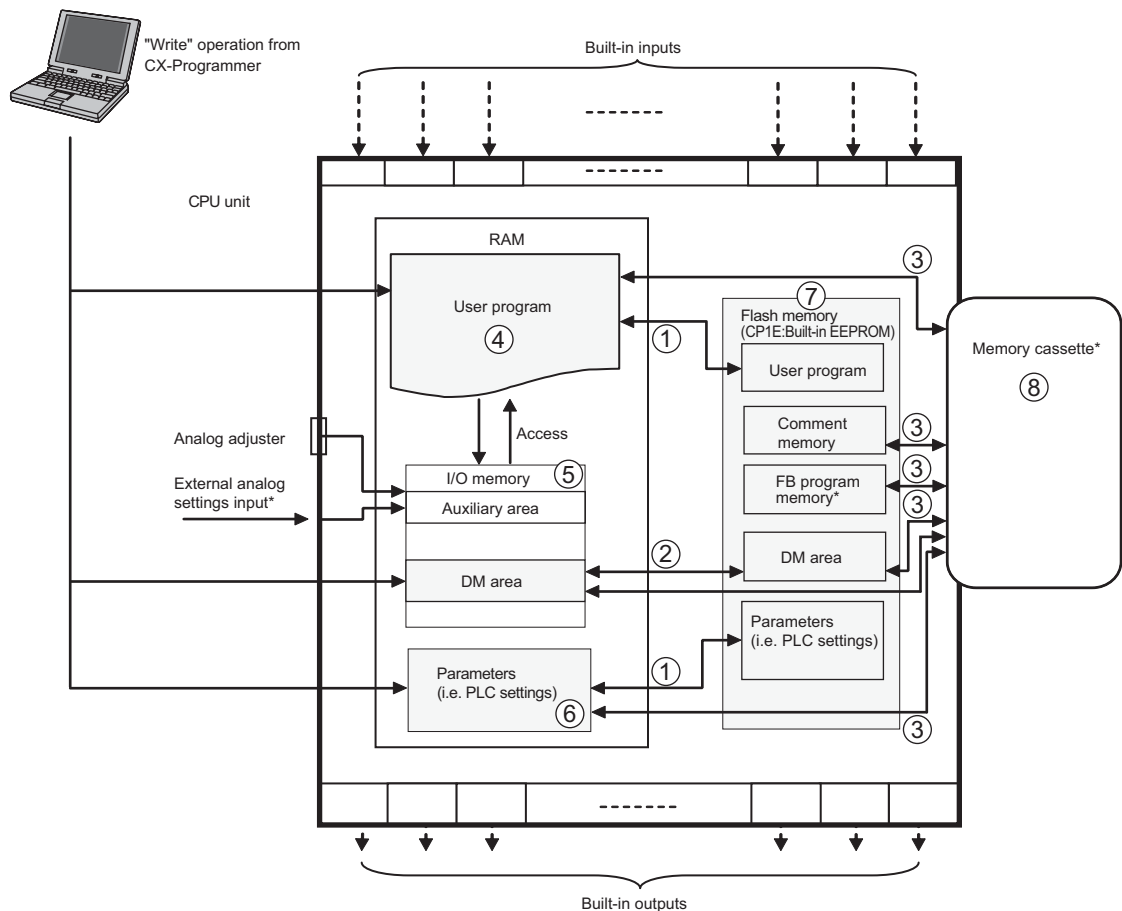 "Write" operation from
CX-Programmer
Built-in inputs
CPU unit
RAM
3
User program
4
1
7
Flash memory
(CP1E:Built-in EEPROM)
User program
Memory cassette*
8
Comment
memory
3
Analog adjuster
Access
External analog
settings input*
I/O memory
5
Auxiliary area
FB program
memory*
3
3
DM area
2
DM area
Parameters
(i.e. PLC settings)
6
1
Parameters
(i.e. PLC settings)
3
Built-in outputs